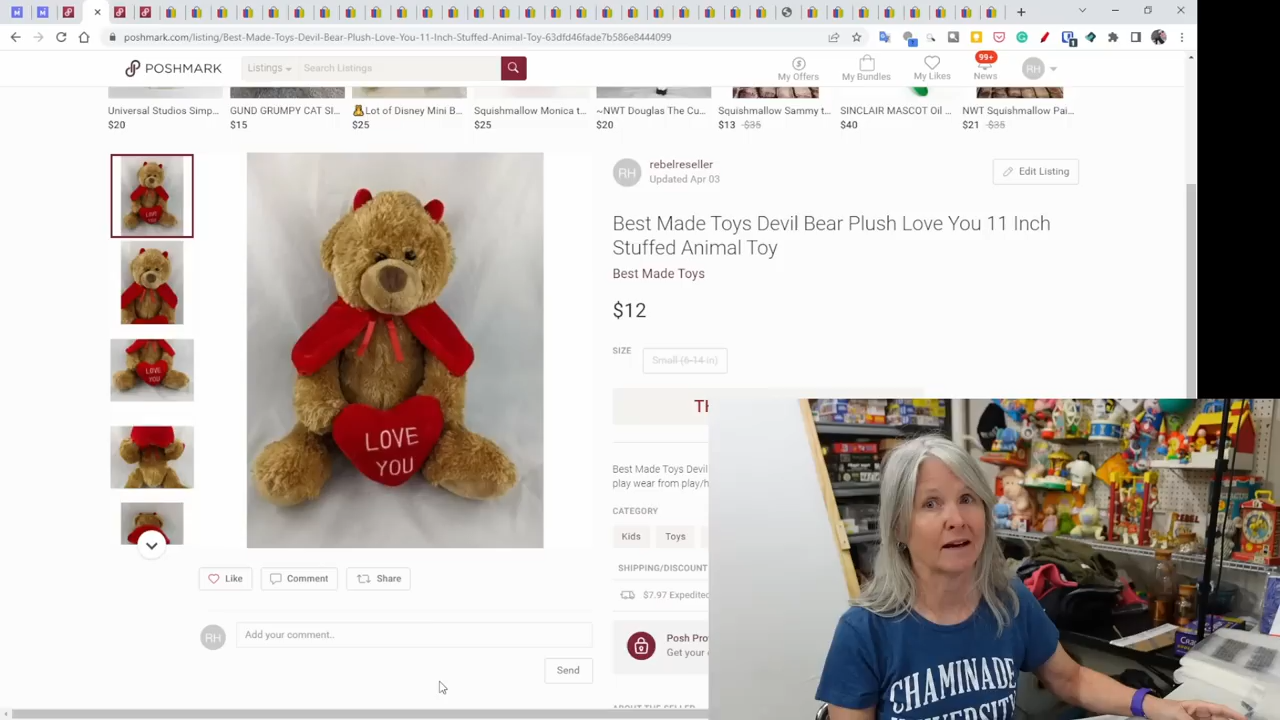 poshmark.com/listing/Best-Made-Toys-Devil-Bear-Plush-Love-You-11-Inch-Stuffed-Animal-Toy-63dfd46fade7b586e8444099
POSHMARK
Listings
Search Listings
My Offers
My Bundles
My Likes
99+
News
RH
Universal Studios Simp...
GUND GRUMPY CAT SI...
Lot of Disney Mini B...
Squishmallow Monica t...
~NWT Douglas The Cu...
Squishmallow Sammy t...
SINCLAIR MASCOT Oil ...
NWT Squishmallow Pai...
$20
$15
$25
$25
$20
$13 $35
$40
$21 $35
RH
rebelreseller
Updated Apr 03
Edit Listing
Best Made Toys Devil Bear Plush Love You 11 Inch
Stuffed Animal Toy
Best Made Toys
$12
SIZE
Small (6-14 in)
LOVE
YOU
Best Made Toys Devil
play wear from play/h
CATEGORY
Kids
Toys
SHIPPING/DISCOUNT
$7.97 Expedited
Posh Pro
Get your
Like
Comment
Share
RH
Add your comment..
Send
CHAMINADE